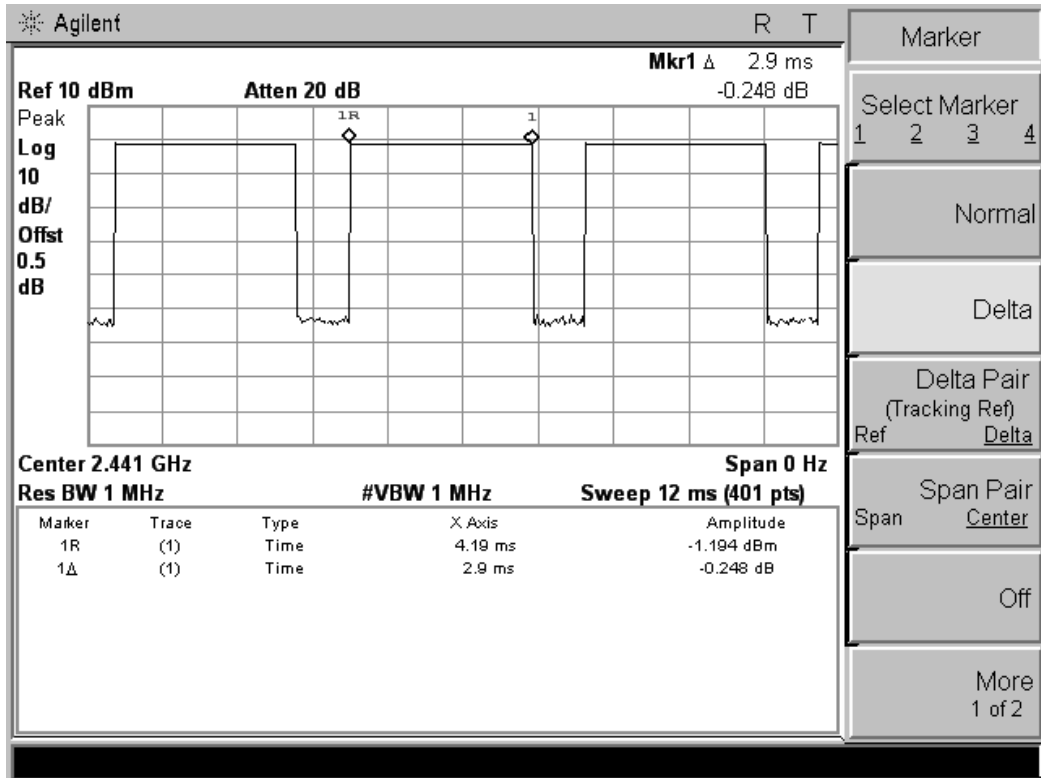 Agilent R T
Mkr1 Δ 2.9 ms
Ref 10 dBm Atten 20 dB -0.248 dB
Peak
Log
10
dB/
Offst
0.5
dB
1R 1
Center 2.441 GHz Span 0 Hz
Res BW 1 MHz #VBW 1 MHz Sweep 12 ms (401 pts)
Marker Trace Type X Axis Amplitude
1R (1) Time 4.19 ms -1.194 dBm
1Δ (1) Time 2.9 ms -0.248 dB
Marker
Select Marker
1 2 3 4
Normal
Delta
Delta Pair
(Tracking Ref)
Ref Delta
Span Pair
Span Center
Off
More
1 of 2